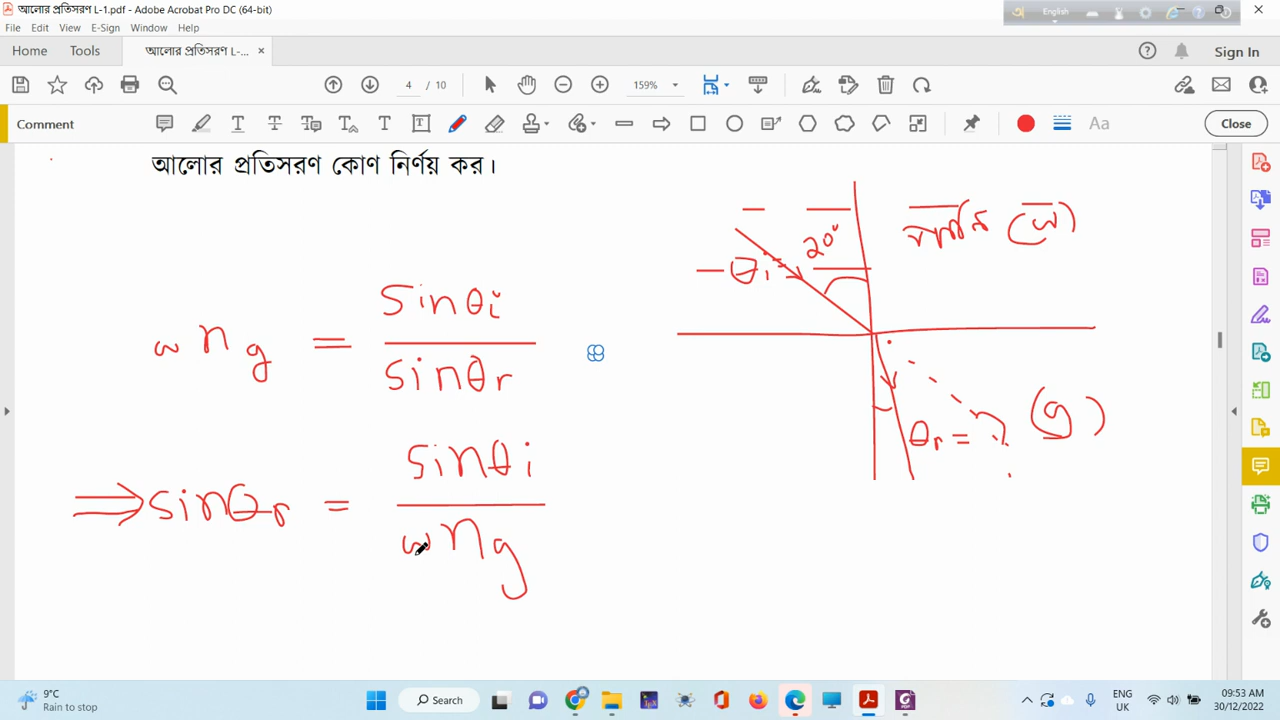 আলোর প্রতিসরণ L-1.pdf - Adobe Acrobat Pro DC (64-bit)
English
File Edit View E-Sign Window Help
Home Tools আলোর প্রতিসরণ L-... × Sign In
4 / 10 159%
Comment Aa Close
আলোর প্রতিসরণ কোণ নির্ণয় কর।
20°
θi
ω n g = sinθi / sinθr
θr = ?
(g)
⇒ sinθr = sinθi / ω n g
9°C
Rain to stop
Search
ENG
UK
09:53 AM
30/12/2022